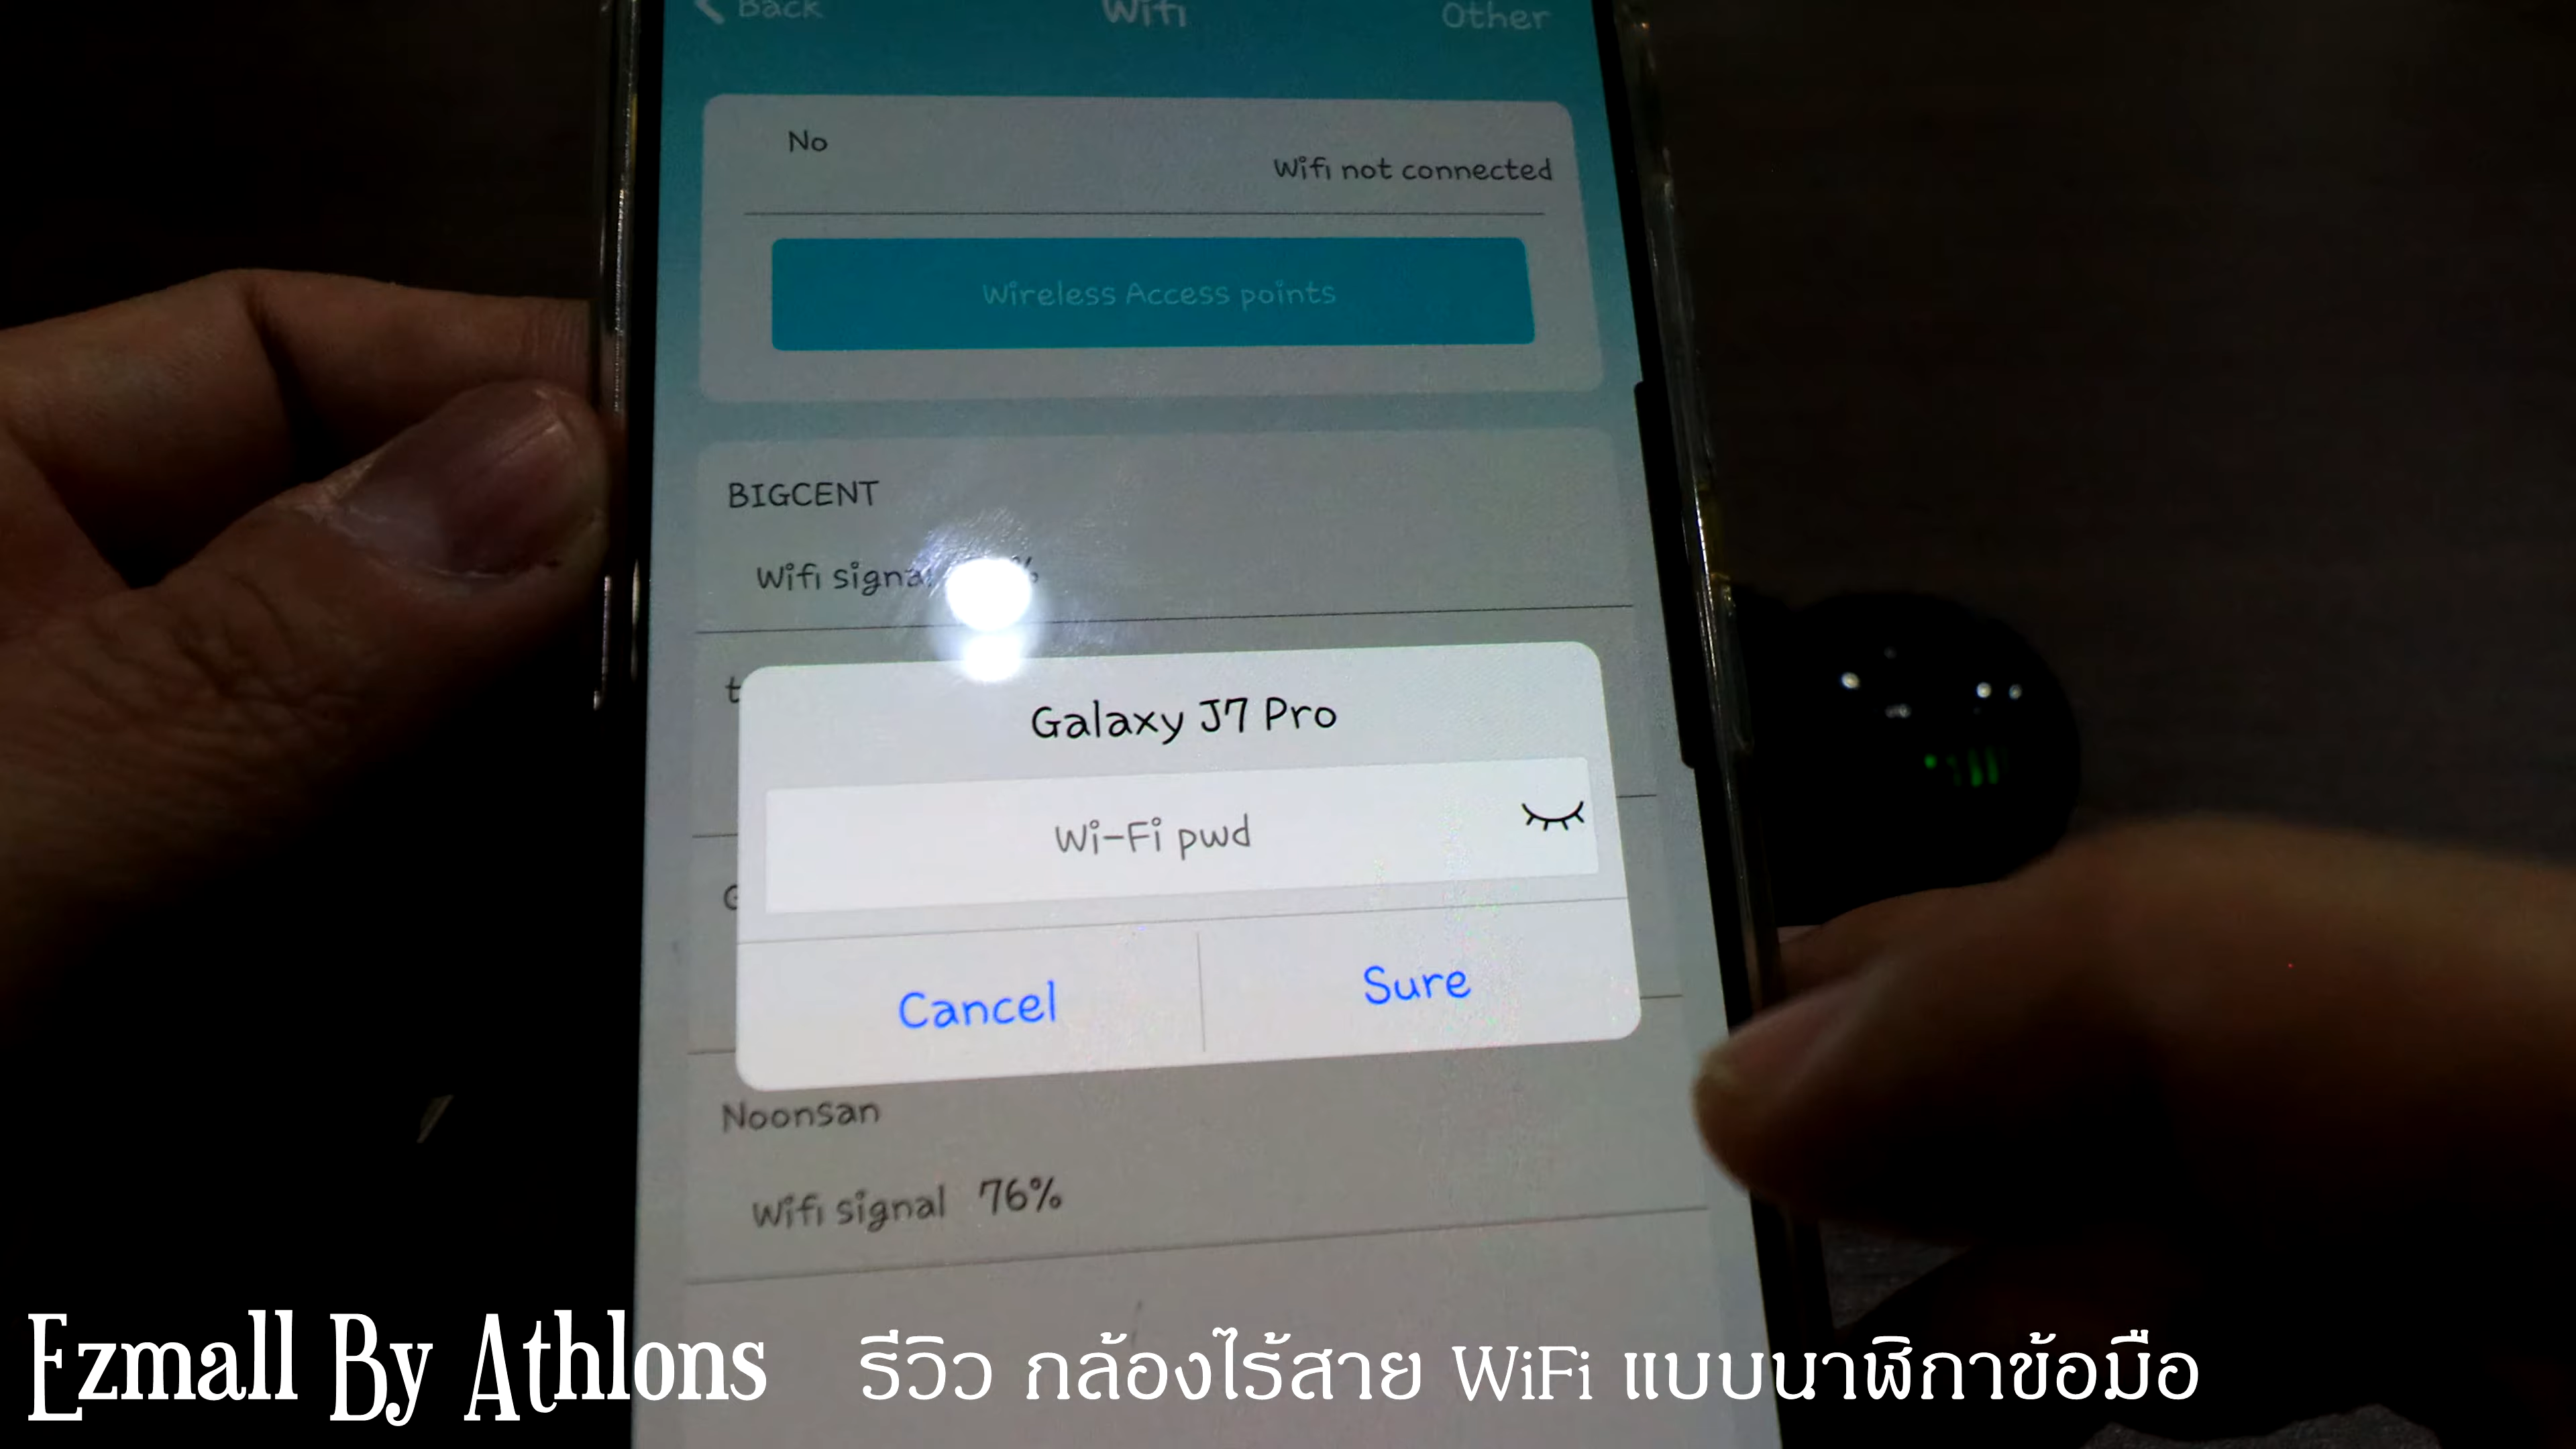 Back Wifi Other
No
Wifi not connected
Wireless Access points
BIGCENT
Wifi signal
Galaxy J7 Pro
Wi-Fi pwd
Cancel Sure
Noonsan
Wifi signal 76%
Ezmall By Athlons รีวิว กล้องไร้สาย WiFi แบบนาฬิกาข้อมือ